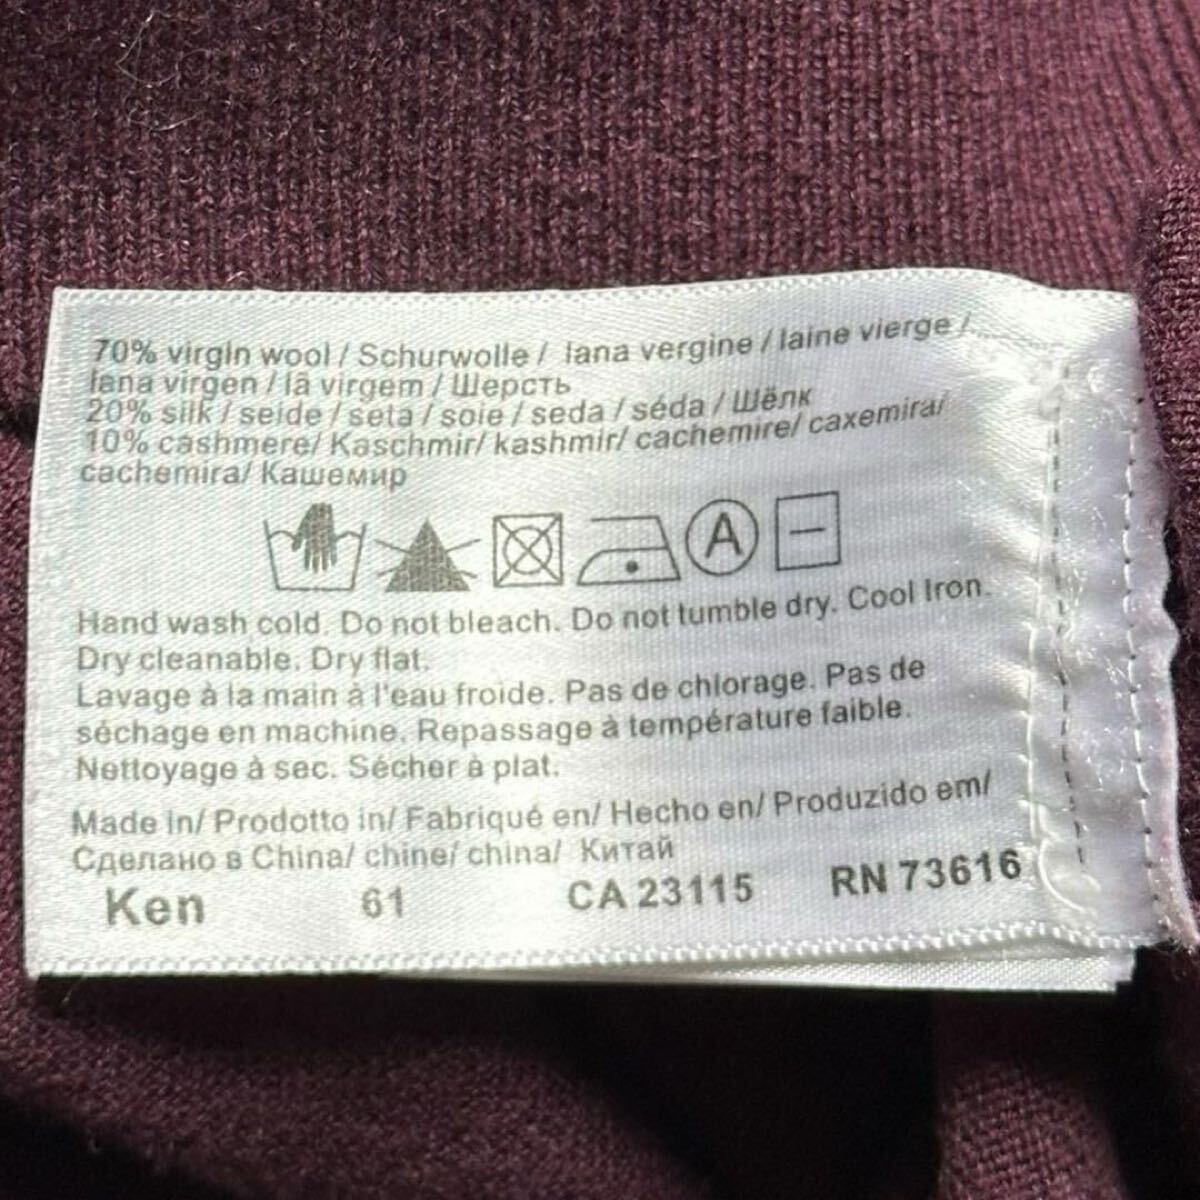 70% virgin wool / Schurwolle / lana vergine / laine vierge /
lana virgen / lã virgem / Шерсть
20% silk / seide / seta / soie / seda / séda / Шёлк
10% cashmere/ Kaschmir/ kashmir/ cachemire/ caxemira/
cachemira/ Кашемир
A
Hand wash cold. Do not bleach. Do not tumble dry. Cool Iron.
Dry cleanable. Dry flat.
Lavage à la main à l'eau froide. Pas de chlorage. Pas de
séchage en machine. Repassage à température faible.
Nettoyage à sec. Sécher à plat.
Made in/ Prodotto in/ Fabriqué en/ Hecho en/ Produzido em/
Сделано в China/ chine/ china/ Китай
Ken 61 CA 23115 RN 73616